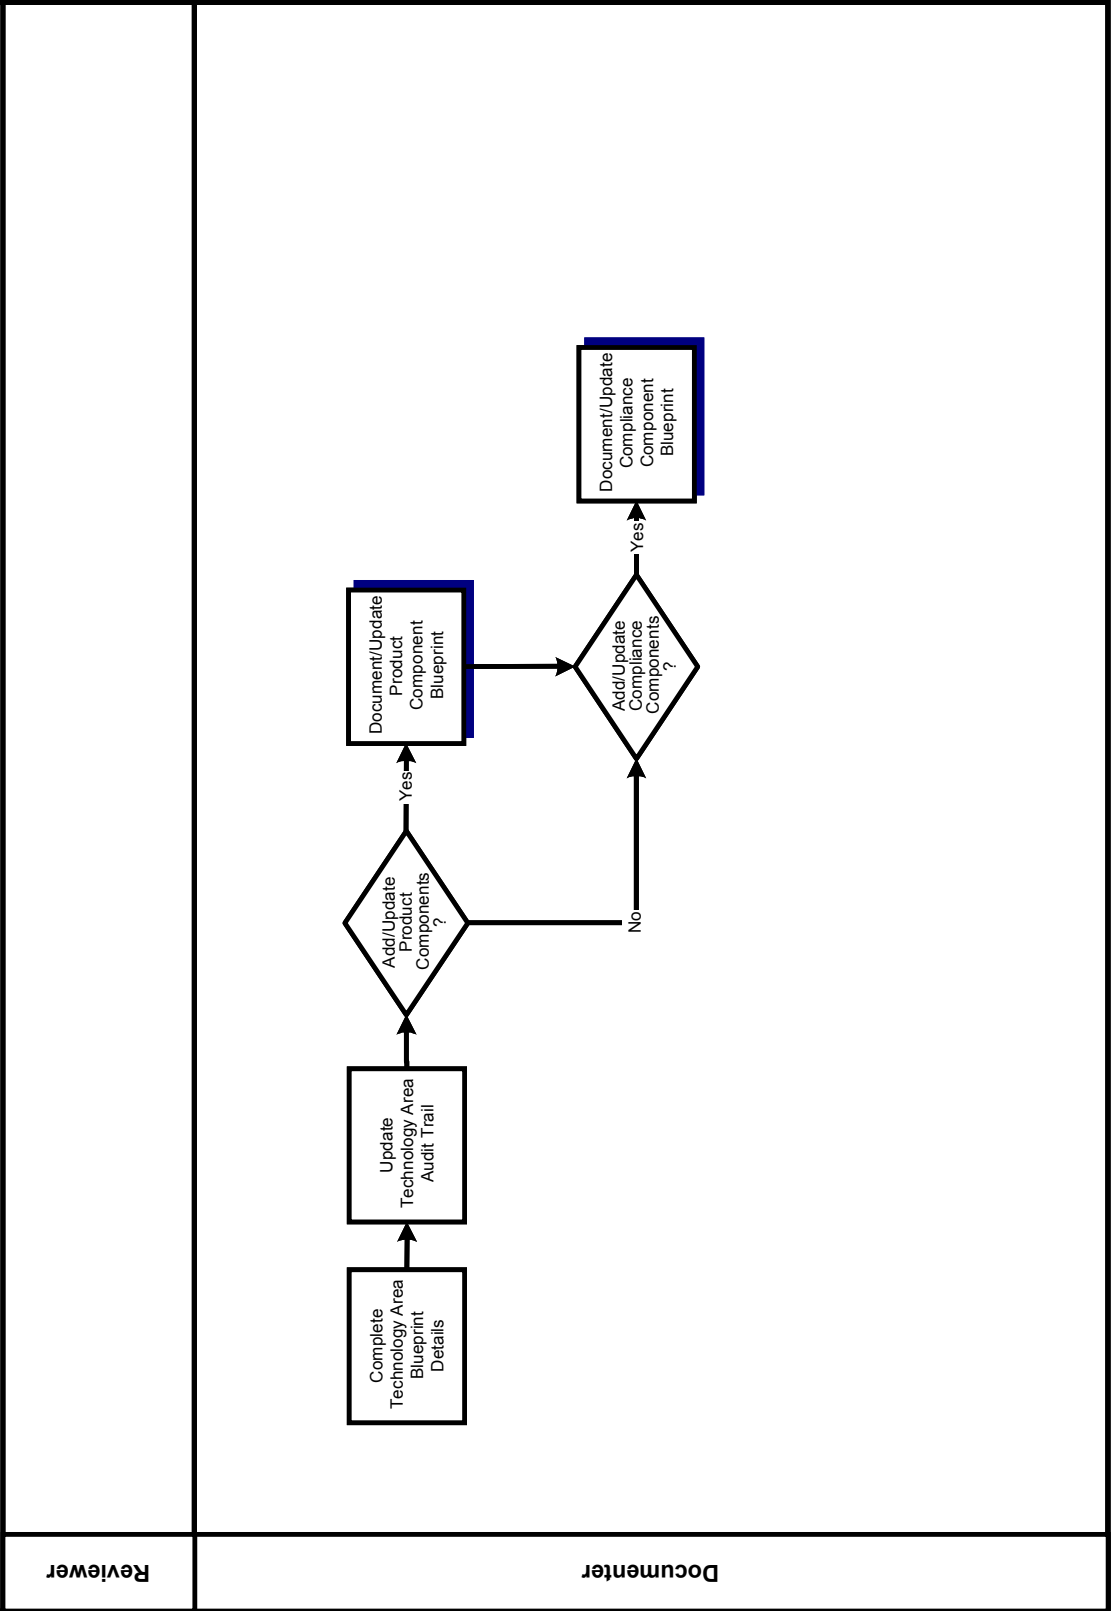 Reviewer
Documenter
Complete
Technology Area
Blueprint
Details
Update
Technology Area
Audit Trail
Add/Update
Product
Components
?
Yes
No
Document/Update
Product
Component
Blueprint
Add/Update
Compliance
Components
?
Yes
Document/Update
Compliance
Component
Blueprint